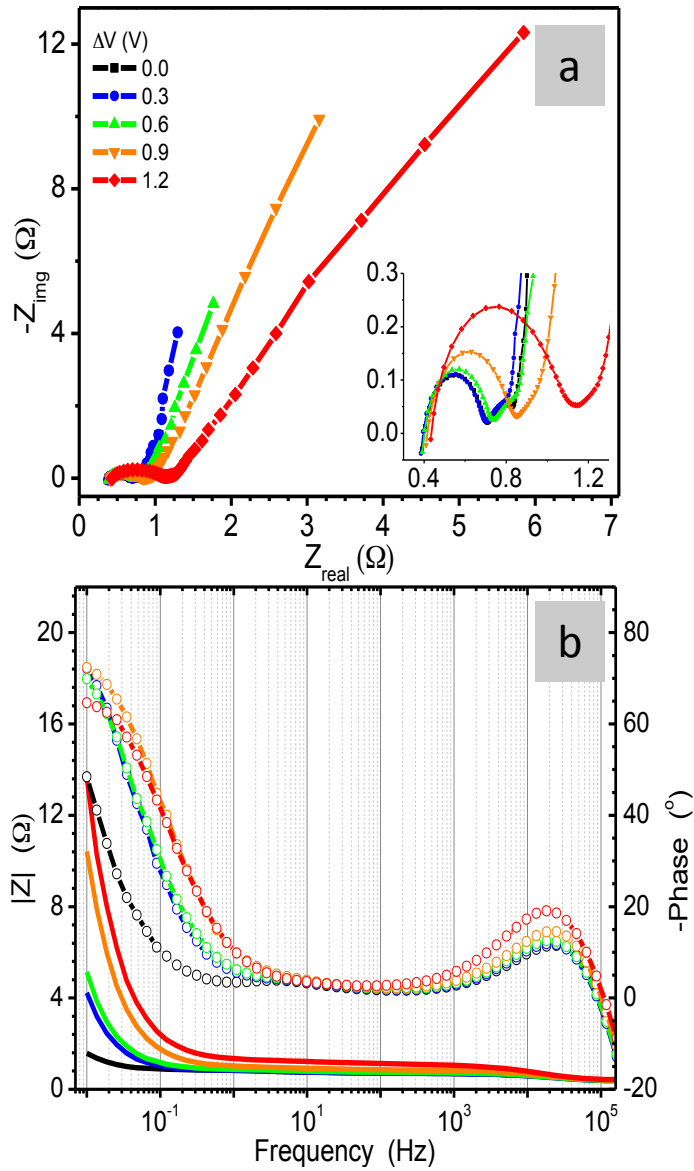 12
ΔV (V)
0.0
0.3
0.6
0.9
1.2
a
8
-Z_img (Ω)
4
0
0.3
0.2
0.1
0.0
0.4 0.8 1.2
0 1 2 3 4 5 6 7
Z_real (Ω)
b
20
16
12
8
4
0
|Z| (Ω)
80
60
40
20
0
-20
-Phase (°)
10^-1 10^1 10^3 10^5
Frequency (Hz)